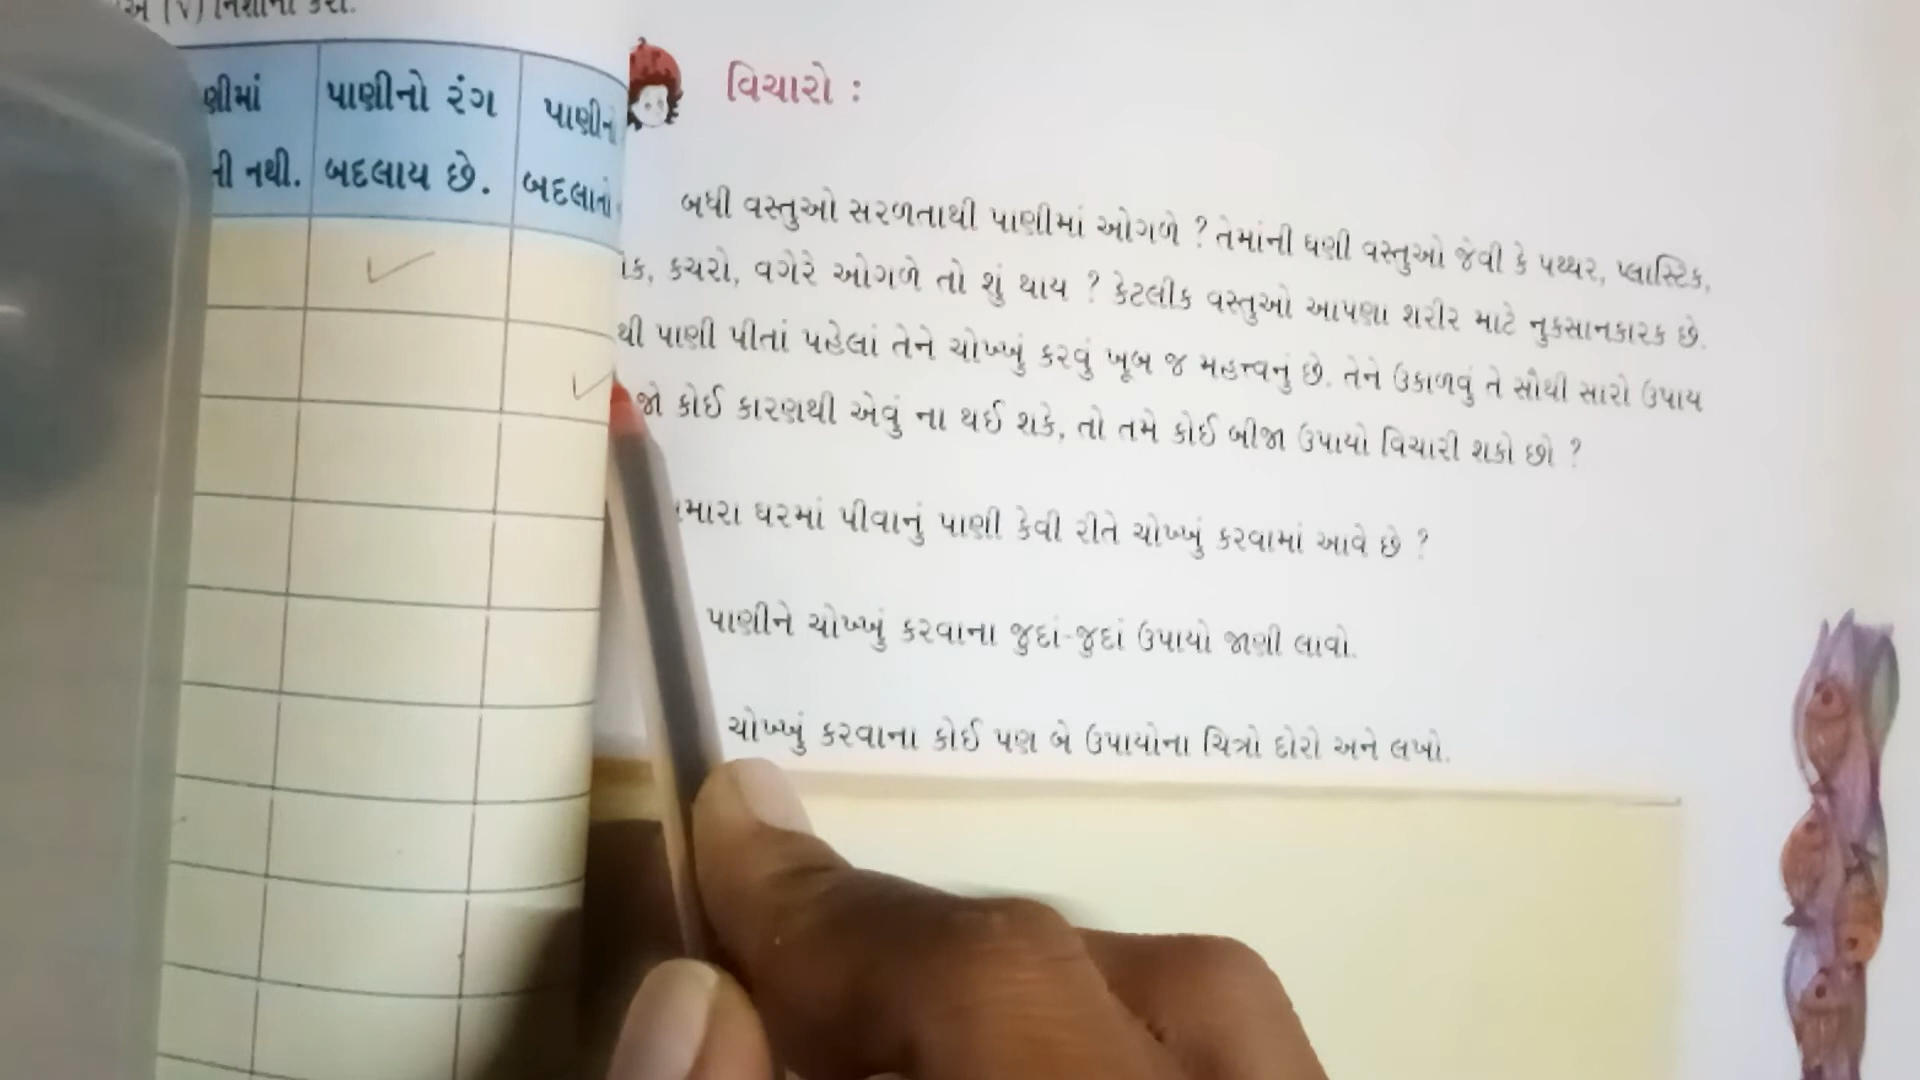 નિશાની કરો.
પાણીનો રંગ
ની નથી. બદલાય છે.
વિચારો :
બધી વસ્તુઓ સરળતાથી પાણીમાં ઓગળે ? તેમાંની ઘણી વસ્તુઓ જેવી કે પથ્થર, પ્લાસ્ટિક,
કચરો, વગેરે ઓગળે તો શું થાય ? કેટલીક વસ્તુઓ આપણા શરીર માટે નુકસાનકારક છે.
થી પાણી પીતાં પહેલાં તેને ચોખ્ખું કરવું ખૂબ જ મહત્ત્વનું છે. તેને ઉકાળવું તે સૌથી સારો ઉપાય
જો કોઈ કારણથી એવું ના થઈ શકે, તો તમે કોઈ બીજા ઉપાયો વિચારી શકો છો ?
મારા ઘરમાં પીવાનું પાણી કેવી રીતે ચોખ્ખું કરવામાં આવે છે ?
પાણીને ચોખ્ખું કરવાના જુદાં-જુદાં ઉપાયો જાણી લાવો.
ચોખ્ખું કરવાના કોઈ પણ બે ઉપાયોના ચિત્રો દોરો અને લખો.